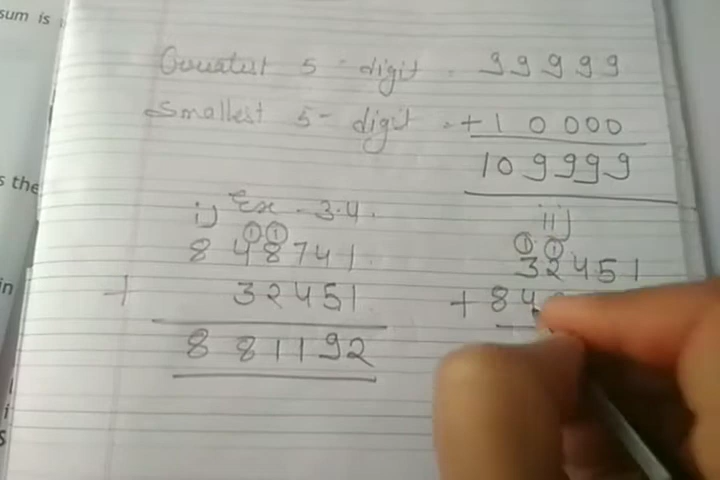 sum is
Greatest 5-digit. 99999
Smallest 5-digit. +10000
109999
s the
i) Ex - 3.4.
ii)
1 1
848741.
1 1
32451
in
+ 32451
+ 84
881192